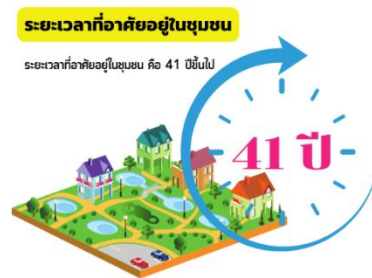 ระยะเวลาที่อาศัยอยู่ในชุมชน
ระยะเวลาที่อาศัยอยู่ในชุมชน คือ 41 ปีขึ้นไป
41 ปี